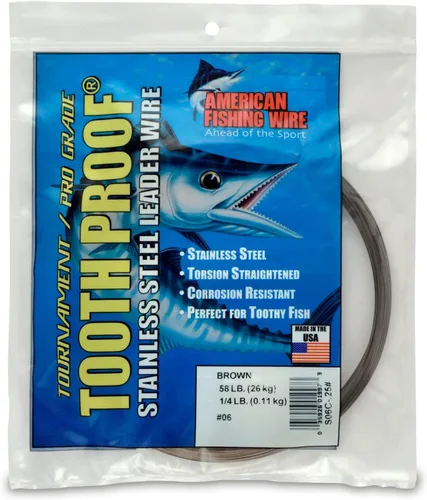 AMERICAN
FISHING WIRE
Ahead of the Sport
TOURNAMENT / PRO GRADE
TOOTH PROOF®
STAINLESS STEEL LEADER WIRE
• STAINLESS STEEL
• TORSION STRAIGHTENED
• CORROSION RESISTANT
• PERFECT FOR TOOTHY FISH
MADE IN THE
USA
BROWN
58 LB. (26 kg)
1/4 LB. (0.11 kg)
#06
S06C-.25#